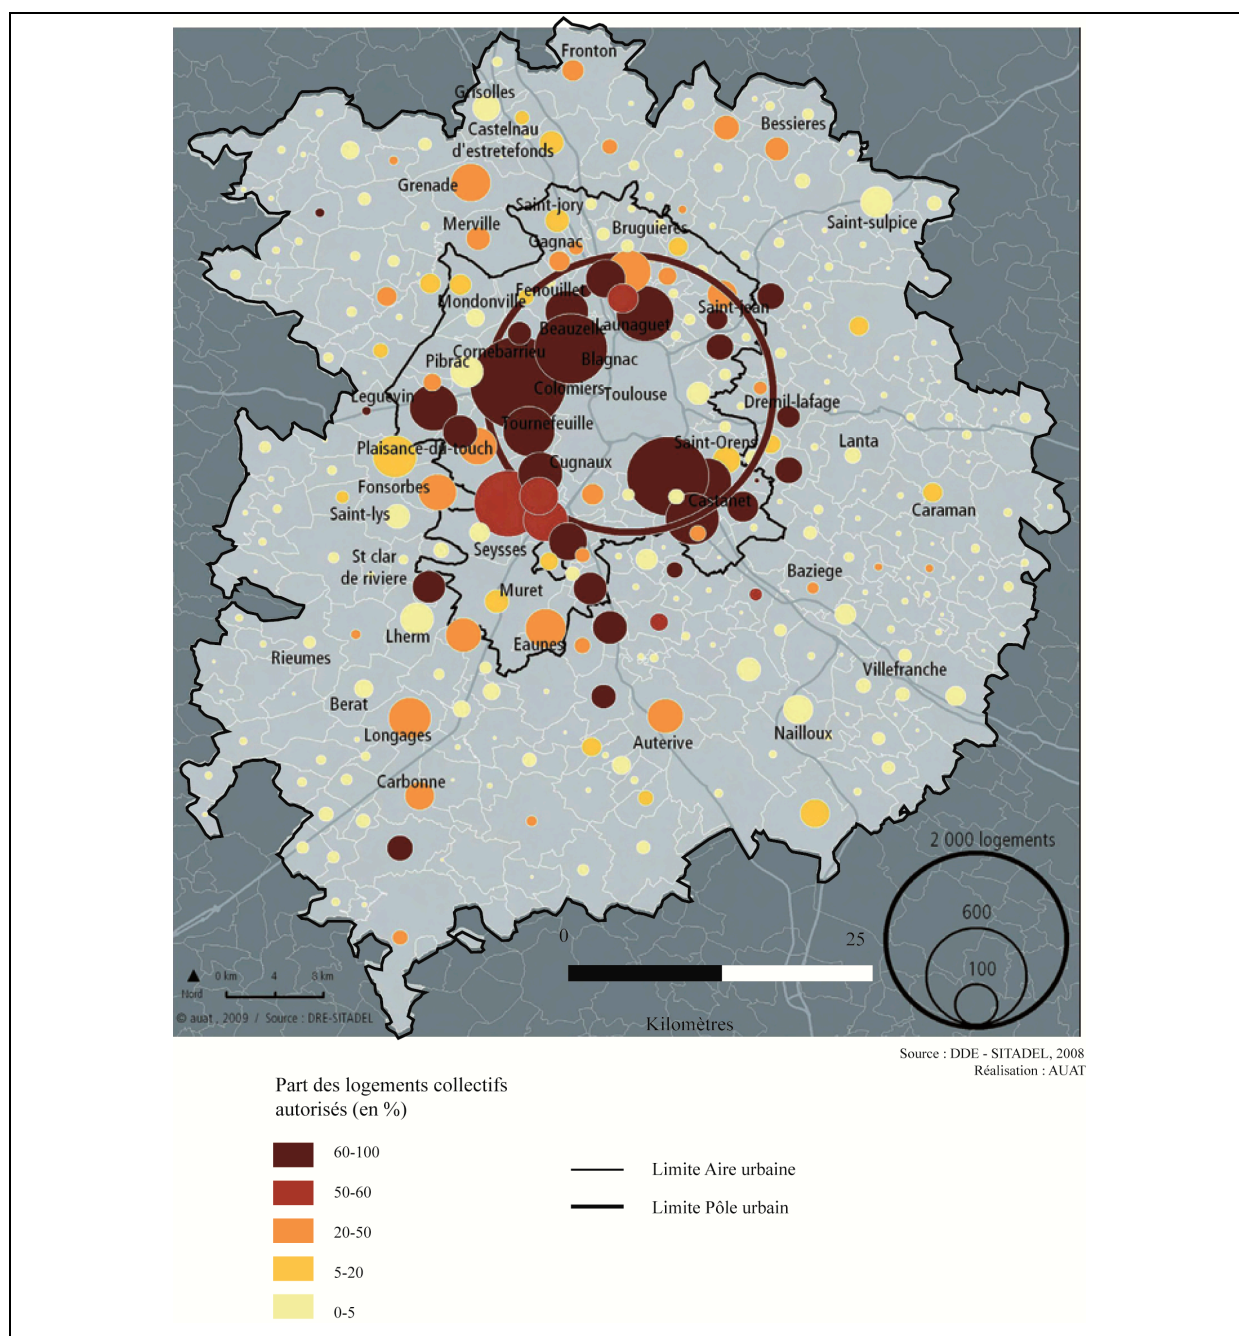 Fronton
Grisolles
Castelnau
d'estretefonds
Bessieres
Grenade
Saint-jory
Merville
Bruguieres
Saint-sulpice
Gagnac
Fenouillet
Mondonville
Saint-jean
Beauzelle
Launaguet
Cornebarrieu
Pibrac
Blagnac
Colomiers
Toulouse
Leguevin
Dremil-lafage
Tournefeuille
Saint-Orens
Lanta
Plaisance-du-touch
Cugnaux
Fonsorbes
Castanet
Caraman
Saint-lys
Seysses
St clar
de riviere
Baziege
Muret
Lherm
Eaunes
Rieumes
Villefranche
Berat
Longages
Auterive
Nailloux
Carbonne
2 000 logements
600
100
0
25
Kilomètres
0 km 4 8 km
Nord
© auat, 2009 / Source : DRE-SITADEL
Source : DDE - SITADEL, 2008
Réalisation : AUAT
Part des logements collectifs
autorisés (en %)
60-100
50-60
20-50
5-20
0-5
Limite Aire urbaine
Limite Pôle urbain